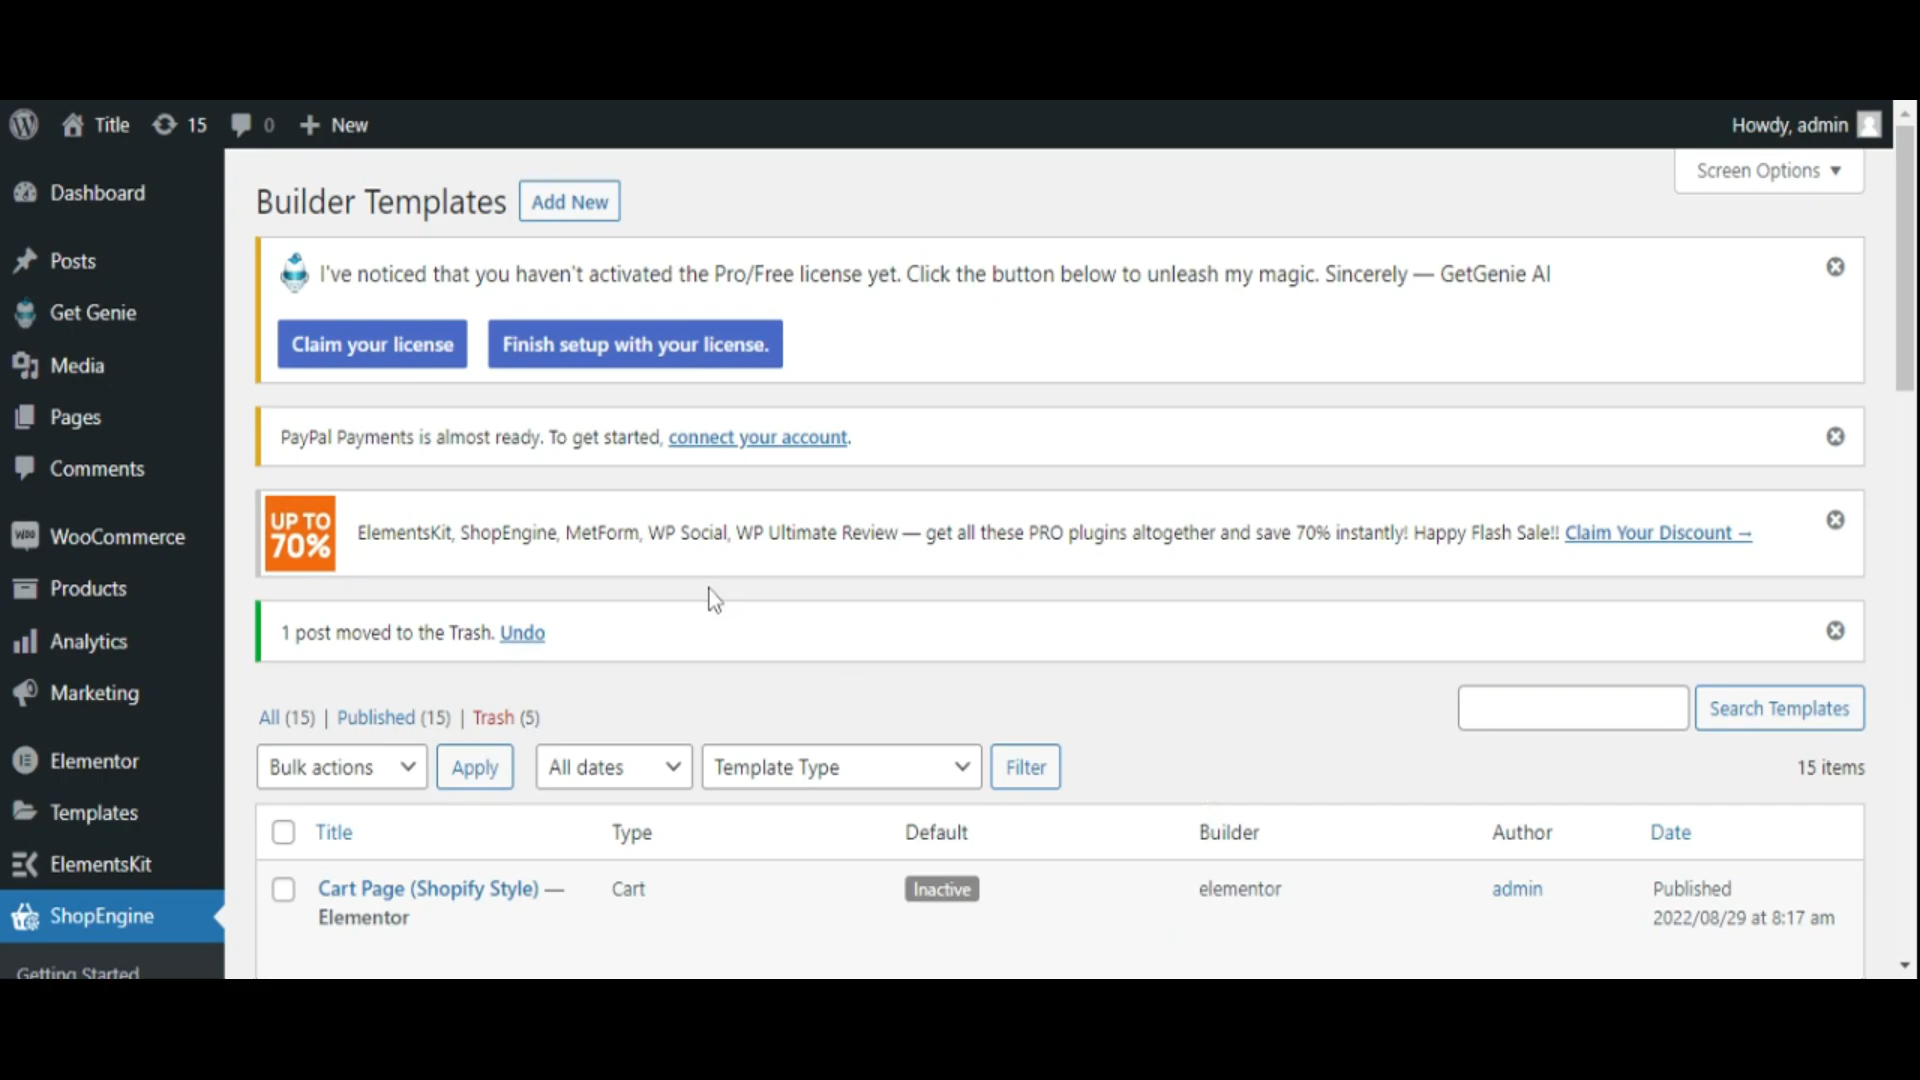 Title 15 0 New Howdy, admin
Screen Options
Dashboard
Posts
Get Genie
Media
Pages
Comments
WooCommerce
Products
Analytics
Marketing
Elementor
Templates
ElementsKit
ShopEngine
Getting Started
Builder Templates Add New
I've noticed that you haven't activated the Pro/Free license yet. Click the button below to unleash my magic. Sincerely — GetGenie AI
Claim your license Finish setup with your license.
PayPal Payments is almost ready. To get started, connect your account.
UP TO
70%
ElementsKit, ShopEngine, MetForm, WP Social, WP Ultimate Review — get all these PRO plugins altogether and save 70% instantly! Happy Flash Sale!! Claim Your Discount →
1 post moved to the Trash. Undo
All (15) | Published (15) | Trash (5)
Search Templates
Bulk actions Apply All dates Template Type Filter 15 items
Title Type Default Builder Author Date
Cart Page (Shopify Style) — Cart Inactive elementor admin Published
Elementor 2022/08/29 at 8:17 am